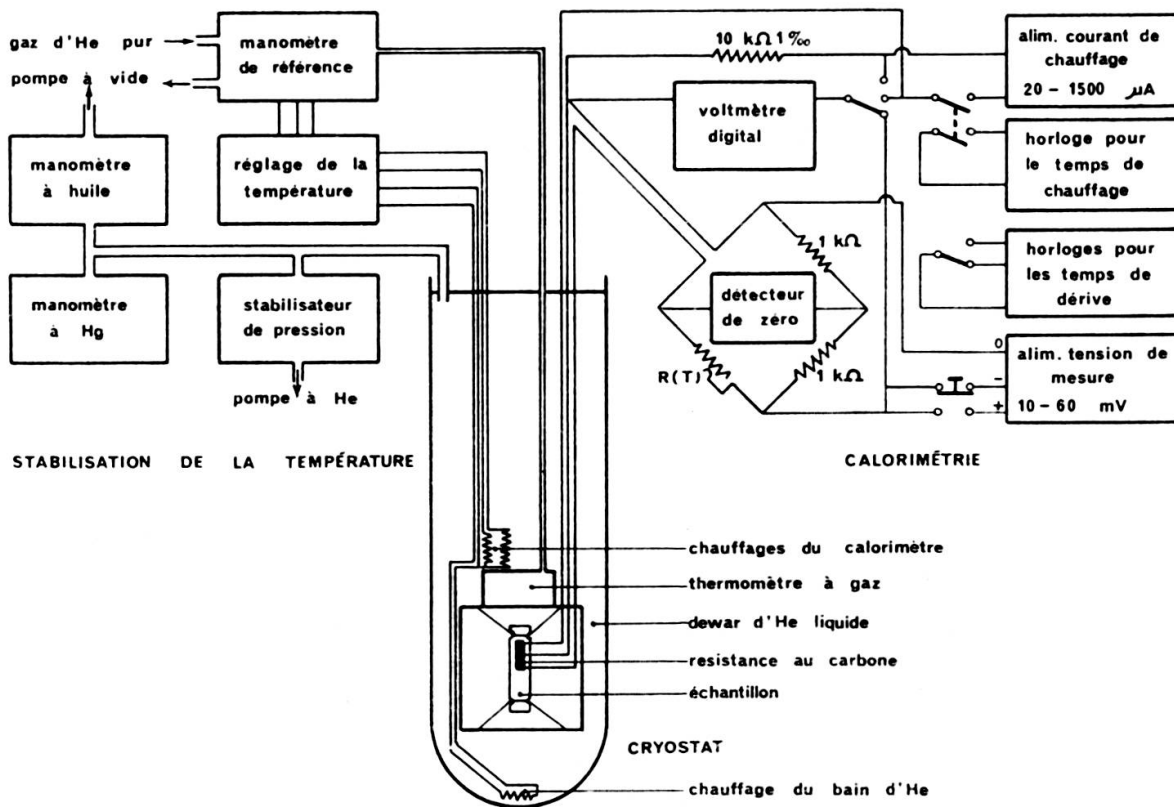 gaz d'He pur
pompe à vide
manomètre
de référence
manomètre
à huile
réglage de la
température
manomètre
à Hg
stabilisateur
de pression
pompe à He
STABILISATION DE LA TEMPÉRATURE
10 kΩ 1‰
voltmètre
digital
alim. courant de
chauffage
20 – 1500 µA
horloge pour
le temps de
chauffage
1 kΩ
horloges pour
les temps de
dérive
détecteur
de zéro
R(T)
1 kΩ
0
alim. tension de
mesure
–
10 – 60 mV
+
CALORIMÉTRIE
chauffages du calorimètre
thermomètre à gaz
dewar d'He liquide
resistance au carbone
échantillon
CRYOSTAT
chauffage du bain d'He